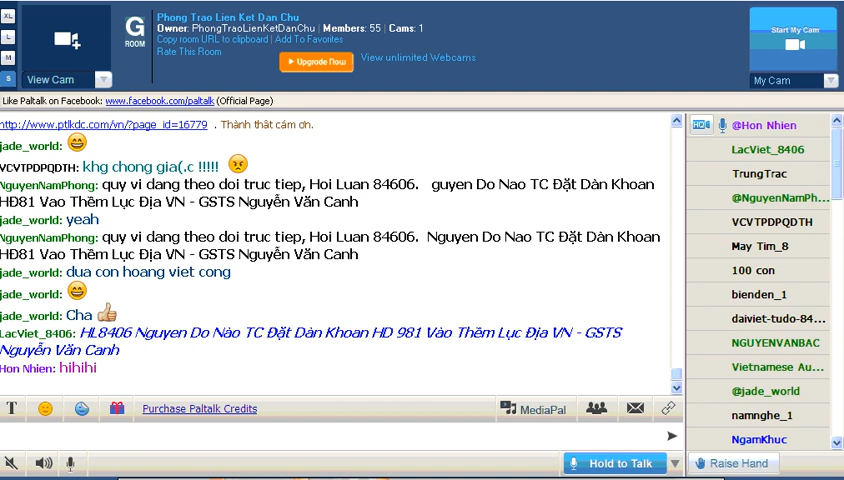 XL
L
M
S
View Cam
G
ROOM
Phong Trao Lien Ket Dan Chu
Owner: PhongTraoLienKetDanChu | Members: 55 | Cams: 1
Copy room URL to clipboard | Add To Favorites
Rate This Room
Upgrade Now
View unlimited Webcams
Start My Cam
My Cam
Like Paltalk on Facebook: www.facebook.com/paltalk (Official Page)
http://www.ptlkdc.com/vn/?page_id=16779 . Thành thât cám ơn.
jade_world:
VCVTPDPQDTH: khg chong gia(.c !!!!!
NguyenNamPhong: quy vi dang theo doi truc tiep, Hoi Luan 84606. guyen Do Nao TC Đặt Dàn Khoan
HĐ81 Vao Thềm Lục Địa VN - GSTS Nguyễn Văn Canh
jade_world: yeah
NguyenNamPhong: quy vi dang theo doi truc tiep, Hoi Luan 84606. Nguyen Do Nao TC Đặt Dàn Khoan
HĐ81 Vao Thềm Lục Địa VN - GSTS Nguyễn Văn Canh
jade_world: dua con hoang viet cong
jade_world:
jade_world: Cha
LacViet_8406: HL8406 Nguyen Do Nào TC Đặt Dàn Khoan HD 981 Vào Thềm Lục Địa VN - GSTS
Nguyễn Văn Canh
Hon Nhien: hihihi
T
Purchase Paltalk Credits
MediaPal
Hold to Talk
HD
@Hon Nhien
LacViet_8406
TrungTrac
@NguyenNamPh...
VCVTPDPQDTH
May Tim_8
100 con
bienden_1
daiviet-tudo-84...
NGUYENVANBAC
Vietnamese Au...
@jade_world
namnghe_1
NgamKhuc
Raise Hand